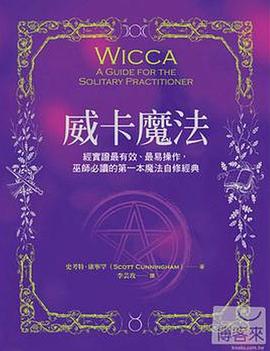 WICCA
A GUIDE FOR THE
SOLITARY PRACTITIONER
威卡魔法
經實證最有效、最易操作，
巫師必讀的第一本魔法自修經典
史考特·康寧罕（SCOTT CUNNINGHAM）——著
李芸玫——譯
博客來